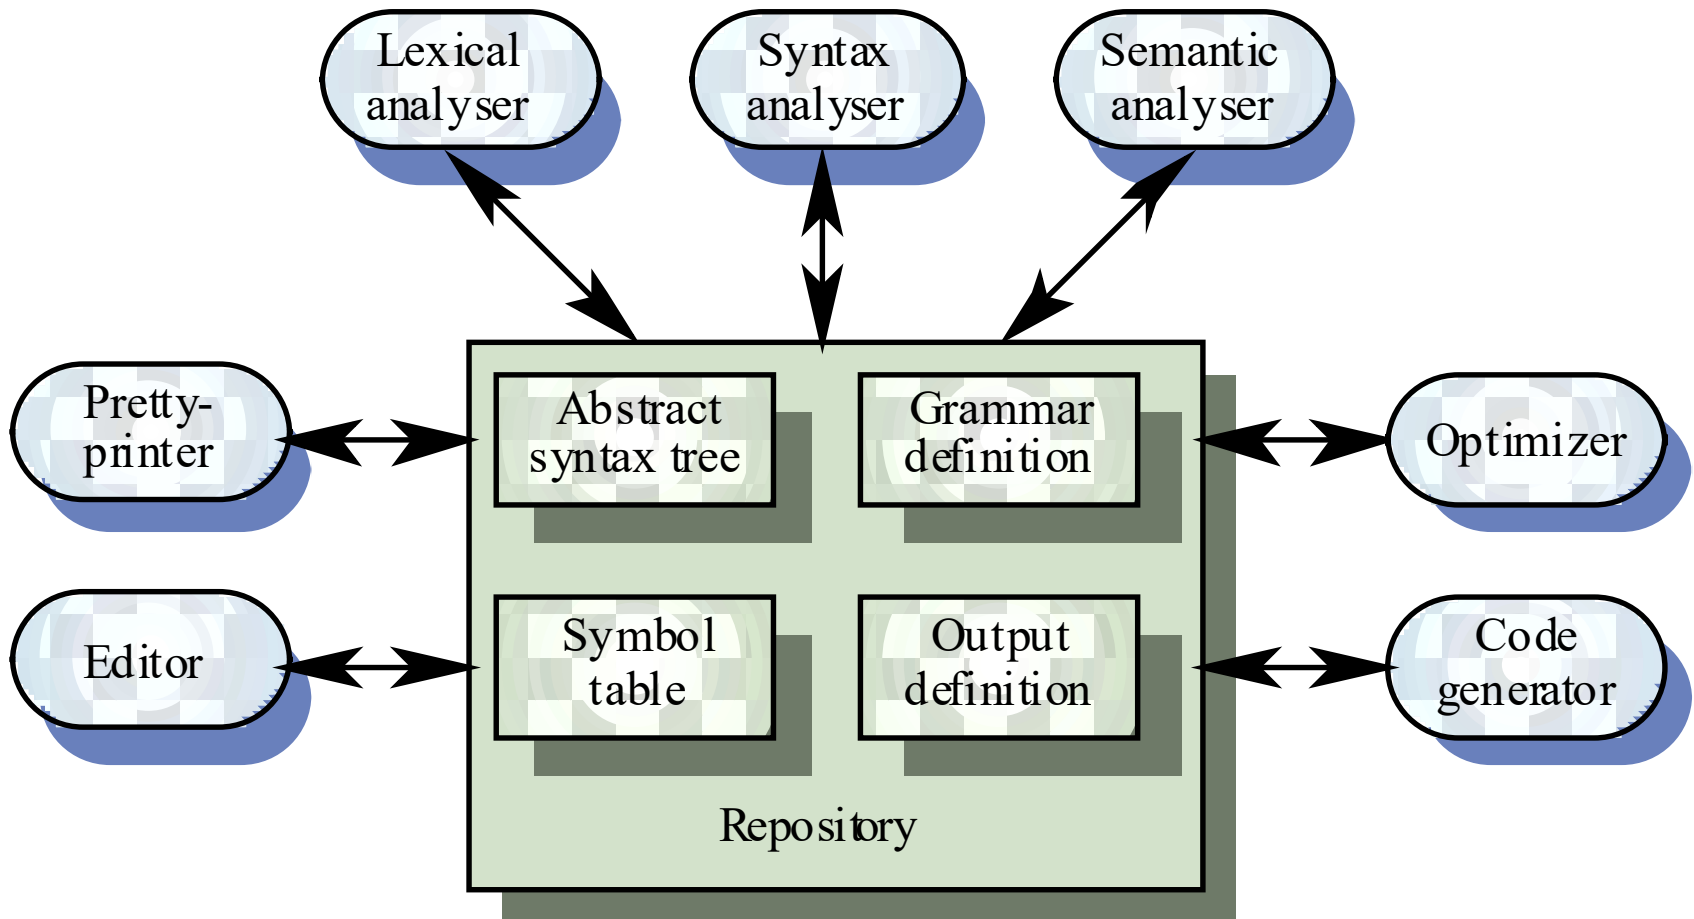 Lexical
analyser
Syntax
analyser
Semantic
analyser
Pretty-
printer
Abstract
syntax tree
Grammar
definition
Optimizer
Editor
Symbol
table
Output
definition
Code
generator
Repository